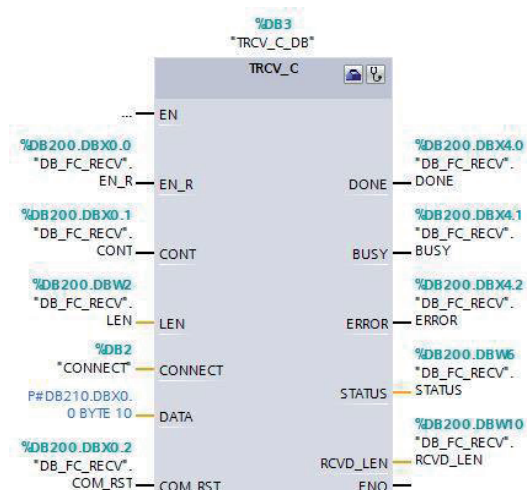 %DB3
"TRCV_C_DB"
TRCV_C
... EN
%DB200.DBX0.0
"DB_FC_RECV".
EN_R EN_R
%DB200.DBX0.1
"DB_FC_RECV".
CONT CONT
%DB200.DBW2
"DB_FC_RECV".
LEN LEN
%DB2
"CONNECT" CONNECT
P#DB210.DBX0.
0 BYTE 10 DATA
%DB200.DBX0.2
"DB_FC_RECV".
COM_RST COM_RST
%DB200.DBX4.0
"DB_FC_RECV".
DONE DONE
%DB200.DBX4.1
"DB_FC_RECV".
BUSY BUSY
%DB200.DBX4.2
"DB_FC_RECV".
ERROR ERROR
%DB200.DBW6
"DB_FC_RECV".
STATUS STATUS
%DB200.DBW10
"DB_FC_RECV".
RCVD_LEN RCVD_LEN
ENO